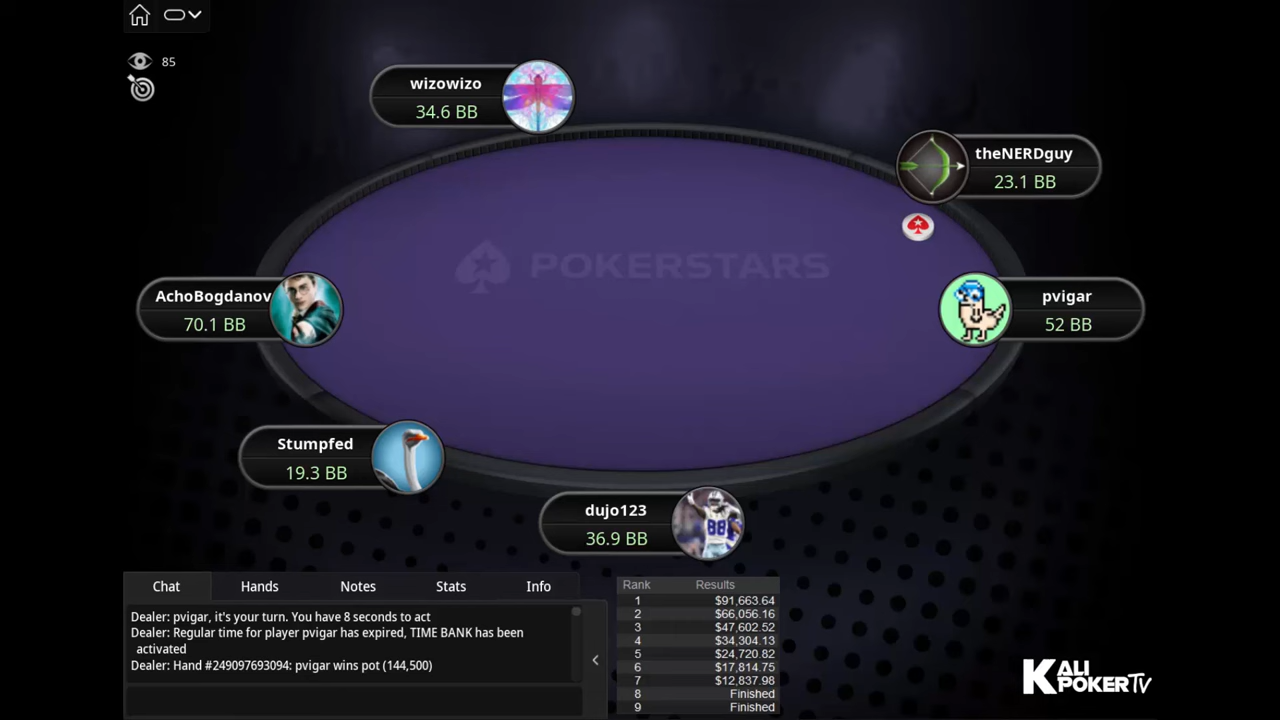 85
wizowizo
34.6 BB
theNERDguy
23.1 BB
POKERSTARS
AchoBogdanov
70.1 BB
pvigar
52 BB
Stumpfed
19.3 BB
dujo123
36.9 BB
88
Chat Hands Notes Stats Info
Dealer: pvigar, it's your turn. You have 8 seconds to act
Dealer: Regular time for player pvigar has expired, TIME BANK has been
activated
Dealer: Hand #249097693094: pvigar wins pot (144,500)
Rank Results
1 $91,663.64
2 $66,056.16
3 $47,602.52
4 $34,304.13
5 $24,720.82
6 $17,814.75
7 $12,837.98
8 Finished
9 Finished
KALI
POKERTV